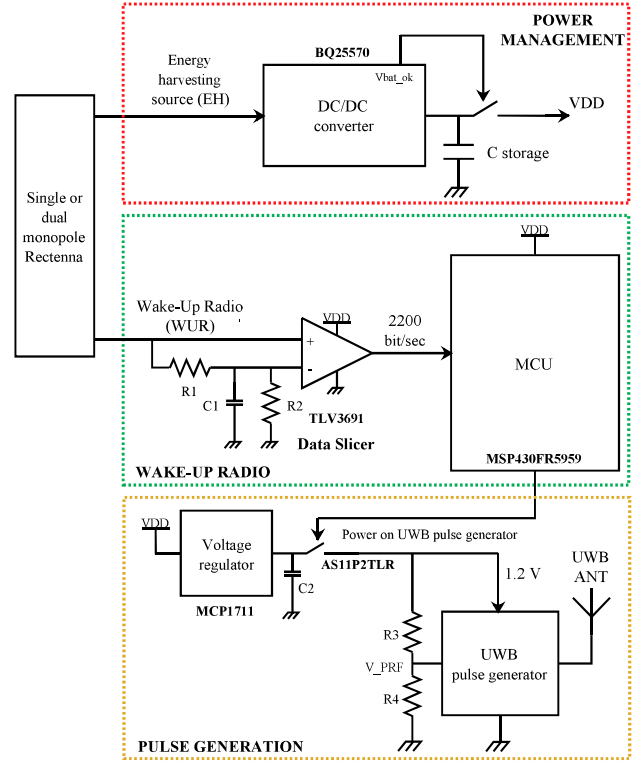 POWER
MANAGEMENT
BQ25570
Energy
harvesting
source (EH)
Vbat_ok
DC/DC
converter
VDD
C storage
Single or
dual
monopole
Rectenna
VDD
Wake-Up Radio
(WUR)
VDD
2200
bit/sec
+
-
MCU
R1
C1
R2
TLV3691
Data Slicer
MSP430FR5959
WAKE-UP RADIO
VDD
Voltage
regulator
Power on UWB pulse generator
AS11P2TLR
C2
MCP1711
1.2 V
UWB
ANT
R3
V_PRF
R4
UWB
pulse generator
PULSE GENERATION